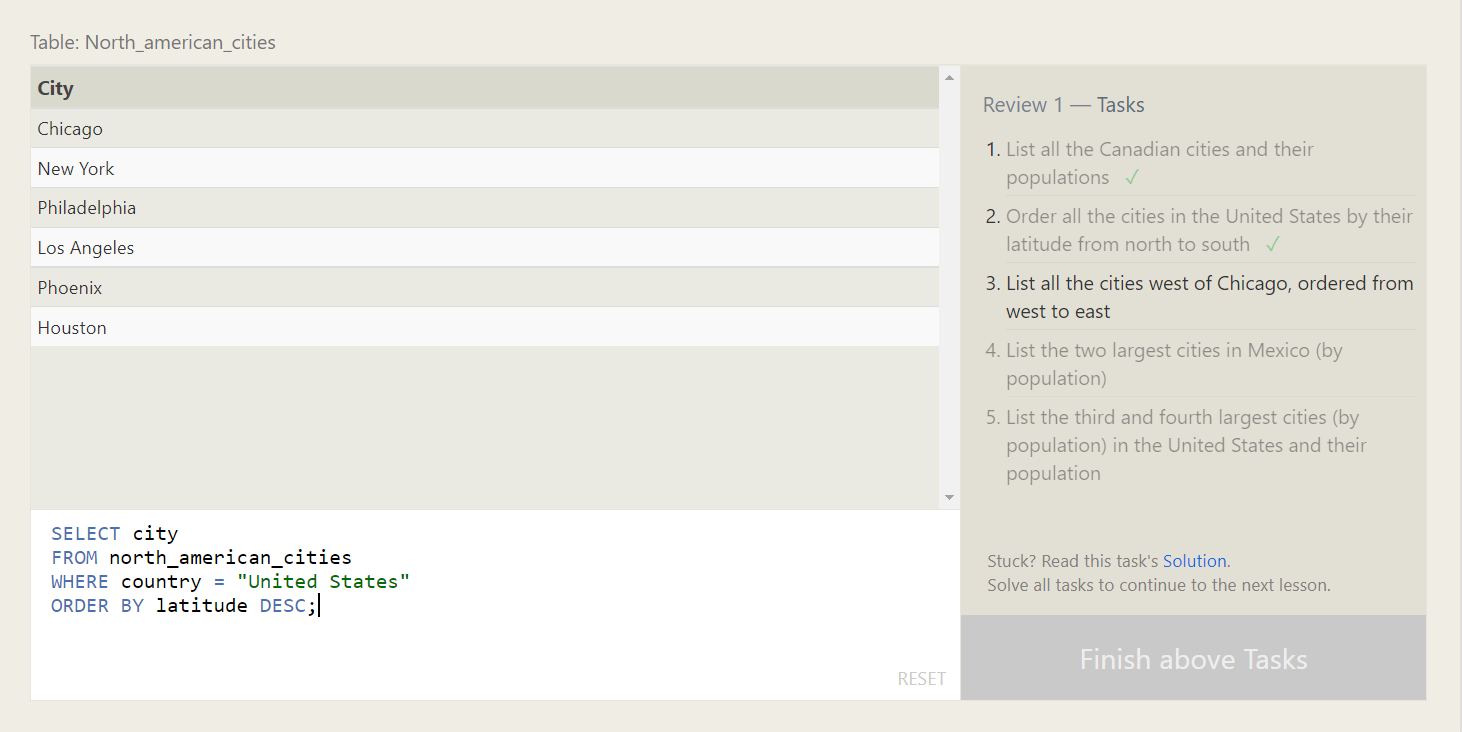 Table: North_american_cities
City
Chicago
New York
Philadelphia
Los Angeles
Phoenix
Houston
SELECT city
FROM north_american_cities
WHERE country = "United States"
ORDER BY latitude DESC;
RESET
Review 1 — Tasks
1. List all the Canadian cities and their
populations ✓
2. Order all the cities in the United States by their
latitude from north to south ✓
3. List all the cities west of Chicago, ordered from
west to east
4. List the two largest cities in Mexico (by
population)
5. List the third and fourth largest cities (by
population) in the United States and their
population
Stuck? Read this task's Solution.
Solve all tasks to continue to the next lesson.
Finish above Tasks